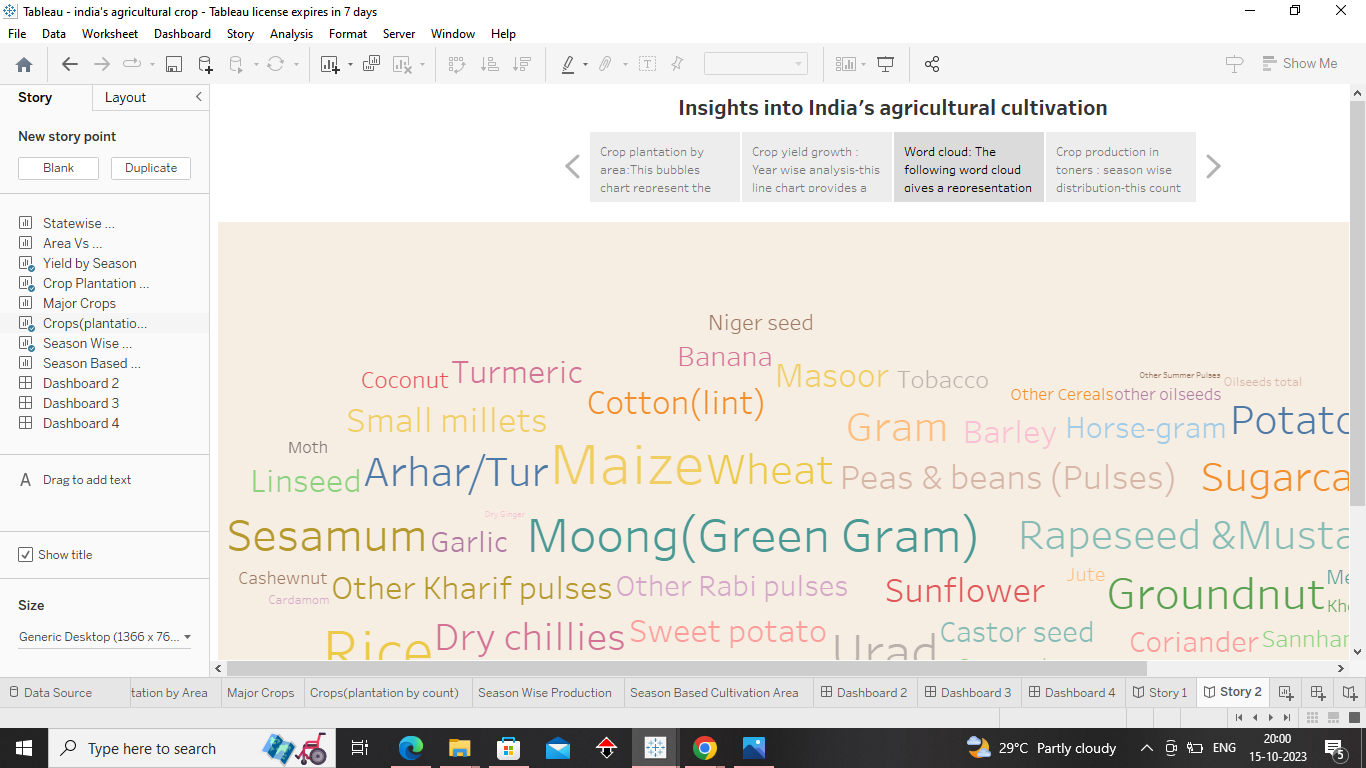 Tableau - india's agricultural crop - Tableau license expires in 7 days
File Data Worksheet Dashboard Story Analysis Format Server Window Help
Show Me
Story Layout
New story point
Blank Duplicate
Statewise ...
Area Vs ...
Yield by Season
Crop Plantation ...
Major Crops
Crops(plantatio...
Season Wise ...
Season Based ...
Dashboard 2
Dashboard 3
Dashboard 4
A Drag to add text
Show title
Size
Generic Desktop (1366 x 76...
Insights into India's agricultural cultivation
Crop plantation by
area:This bubbles
chart represent the
Crop yield growth :
Year wise analysis-this
line chart provides a
Word cloud: The
following word cloud
gives a representation
Crop production in
toners : season wise
distribution-this count
Niger seed
Banana
Coconut Turmeric Masoor Tobacco Other Summer Pulses Oilseeds total
Cotton(lint) Other Cereals other oilseeds
Small millets Gram Barley Horse-gram Potato
Moth
Linseed Arhar/Tur Maize Wheat Peas & beans (Pulses) Sugarca
Dry Ginger
Sesamum Garlic Moong(Green Gram) Rapeseed &Musta
Cashewnut Other Kharif pulses Other Rabi pulses Sunflower Jute Groundnut Me
Cardamom Kh
Rice Dry chillies Sweet potato Urad Castor seed Coriander Sannhar
Data Source tation by Area Major Crops Crops(plantation by count) Season Wise Production Season Based Cultivation Area Dashboard 2 Dashboard 3 Dashboard 4 Story 1 Story 2
Type here to search
29°C Partly cloudy
ENG
20:00
15-10-2023
5